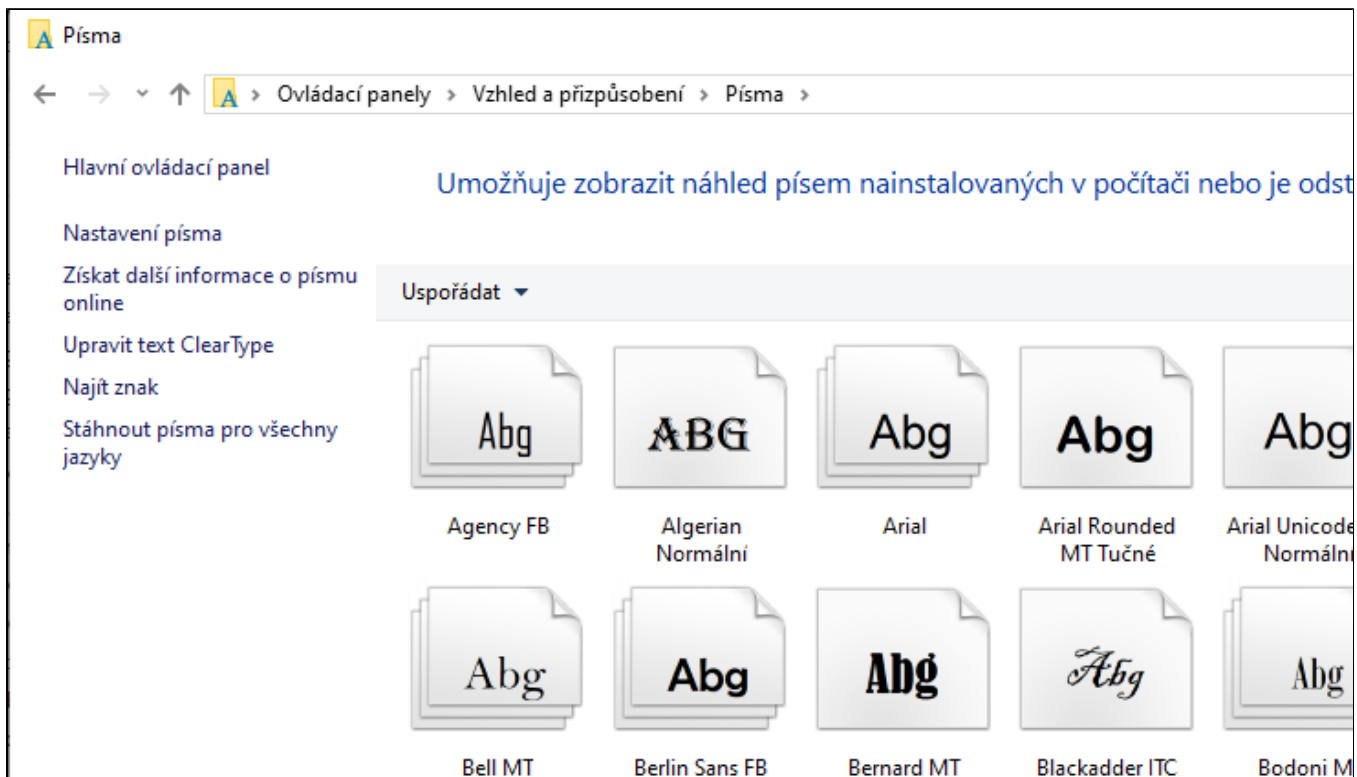 Písma
Ovládací panely > Vzhled a přizpůsobení > Písma >
Hlavní ovládací panel
Umožňuje zobrazit náhled písem nainstalovaných v počítači nebo je odst
Nastavení písma
Získat další informace o písmu
online
Upravit text ClearType
Najít znak
Stáhnout písma pro všechny
jazyky
Uspořádat
Abg ABG Abg Abg Abg
Agency FB
Algerian
Normální
Arial
Arial Rounded
MT Tučné
Arial Unicode
Normální
Abg Abg Abg Abg Abg
Bell MT
Berlin Sans FB
Bernard MT
Blackadder ITC
Bodoni M